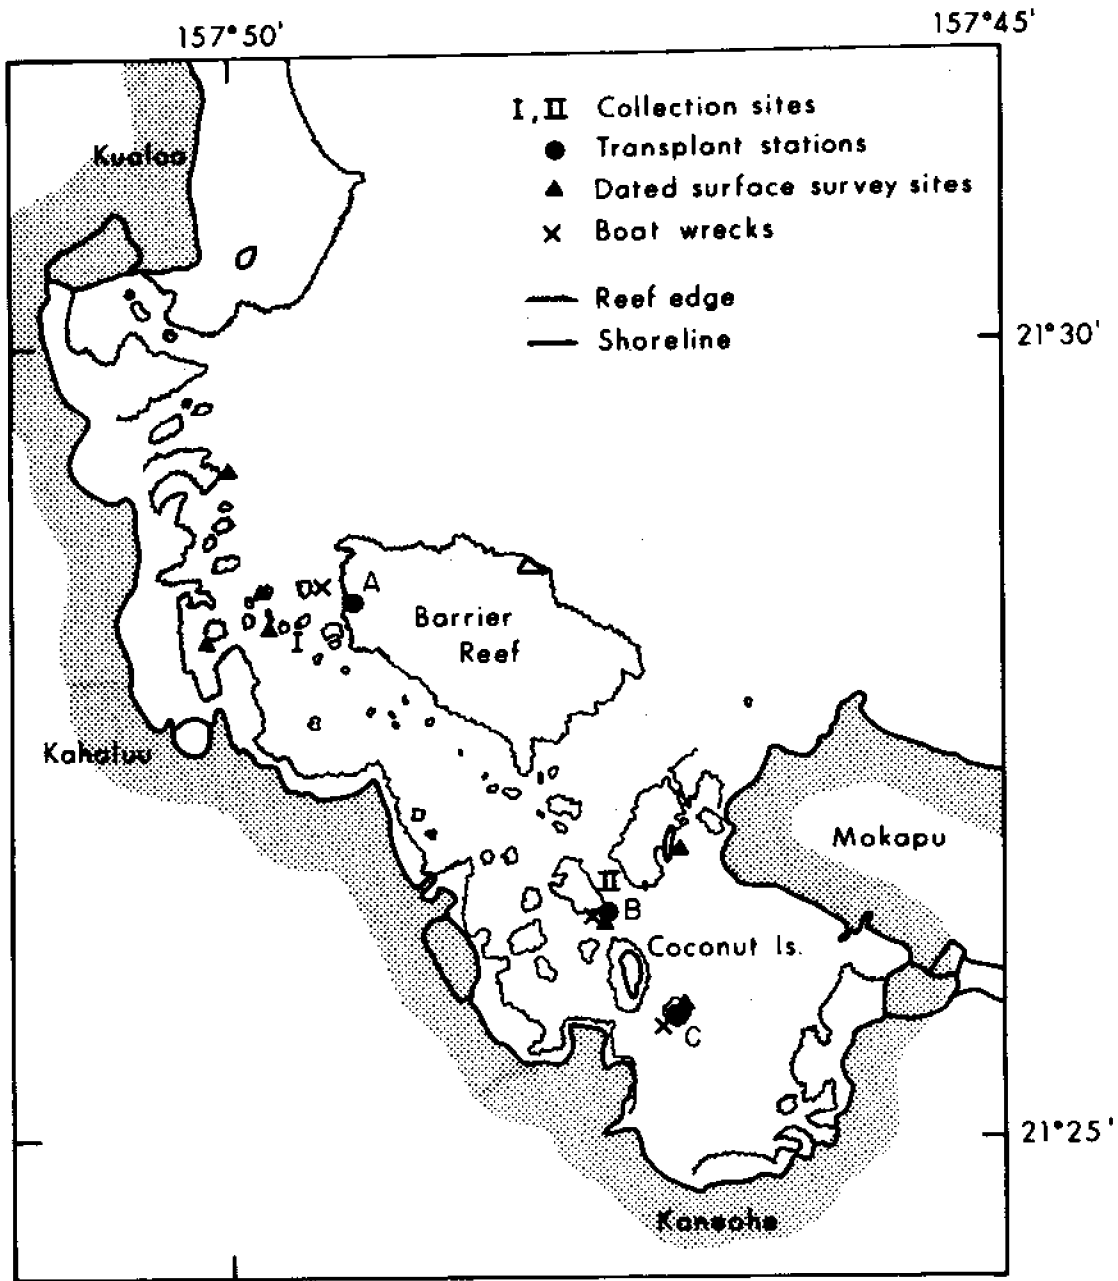 157°50'
157°45'
I, II Collection sites
Transplant stations
Dated surface survey sites
Boat wrecks
Reef edge
Shoreline
Kualoa
21°30'
A
Barrier
Reef
I
Kahaluu
Mokapu
II
B
Coconut Is.
C
21°25'
Kaneohe